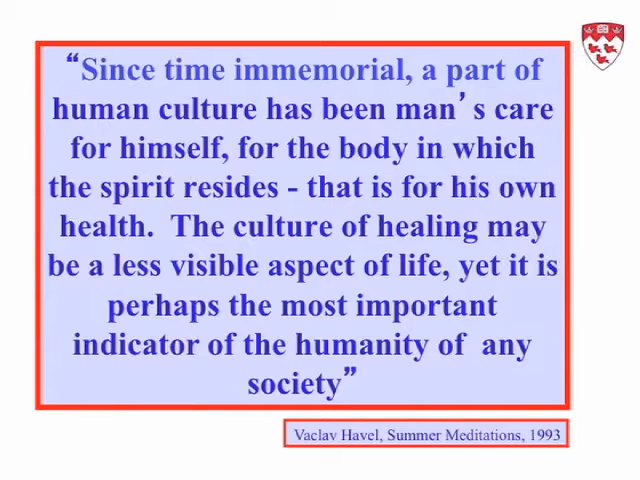 “Since time immemorial, a part of
human culture has been man’s care
for himself, for the body in which
the spirit resides - that is for his own
health.  The culture of healing may
be a less visible aspect of life, yet it is
perhaps the most important
indicator of the humanity of  any
society”
Vaclav Havel, Summer Meditations, 1993